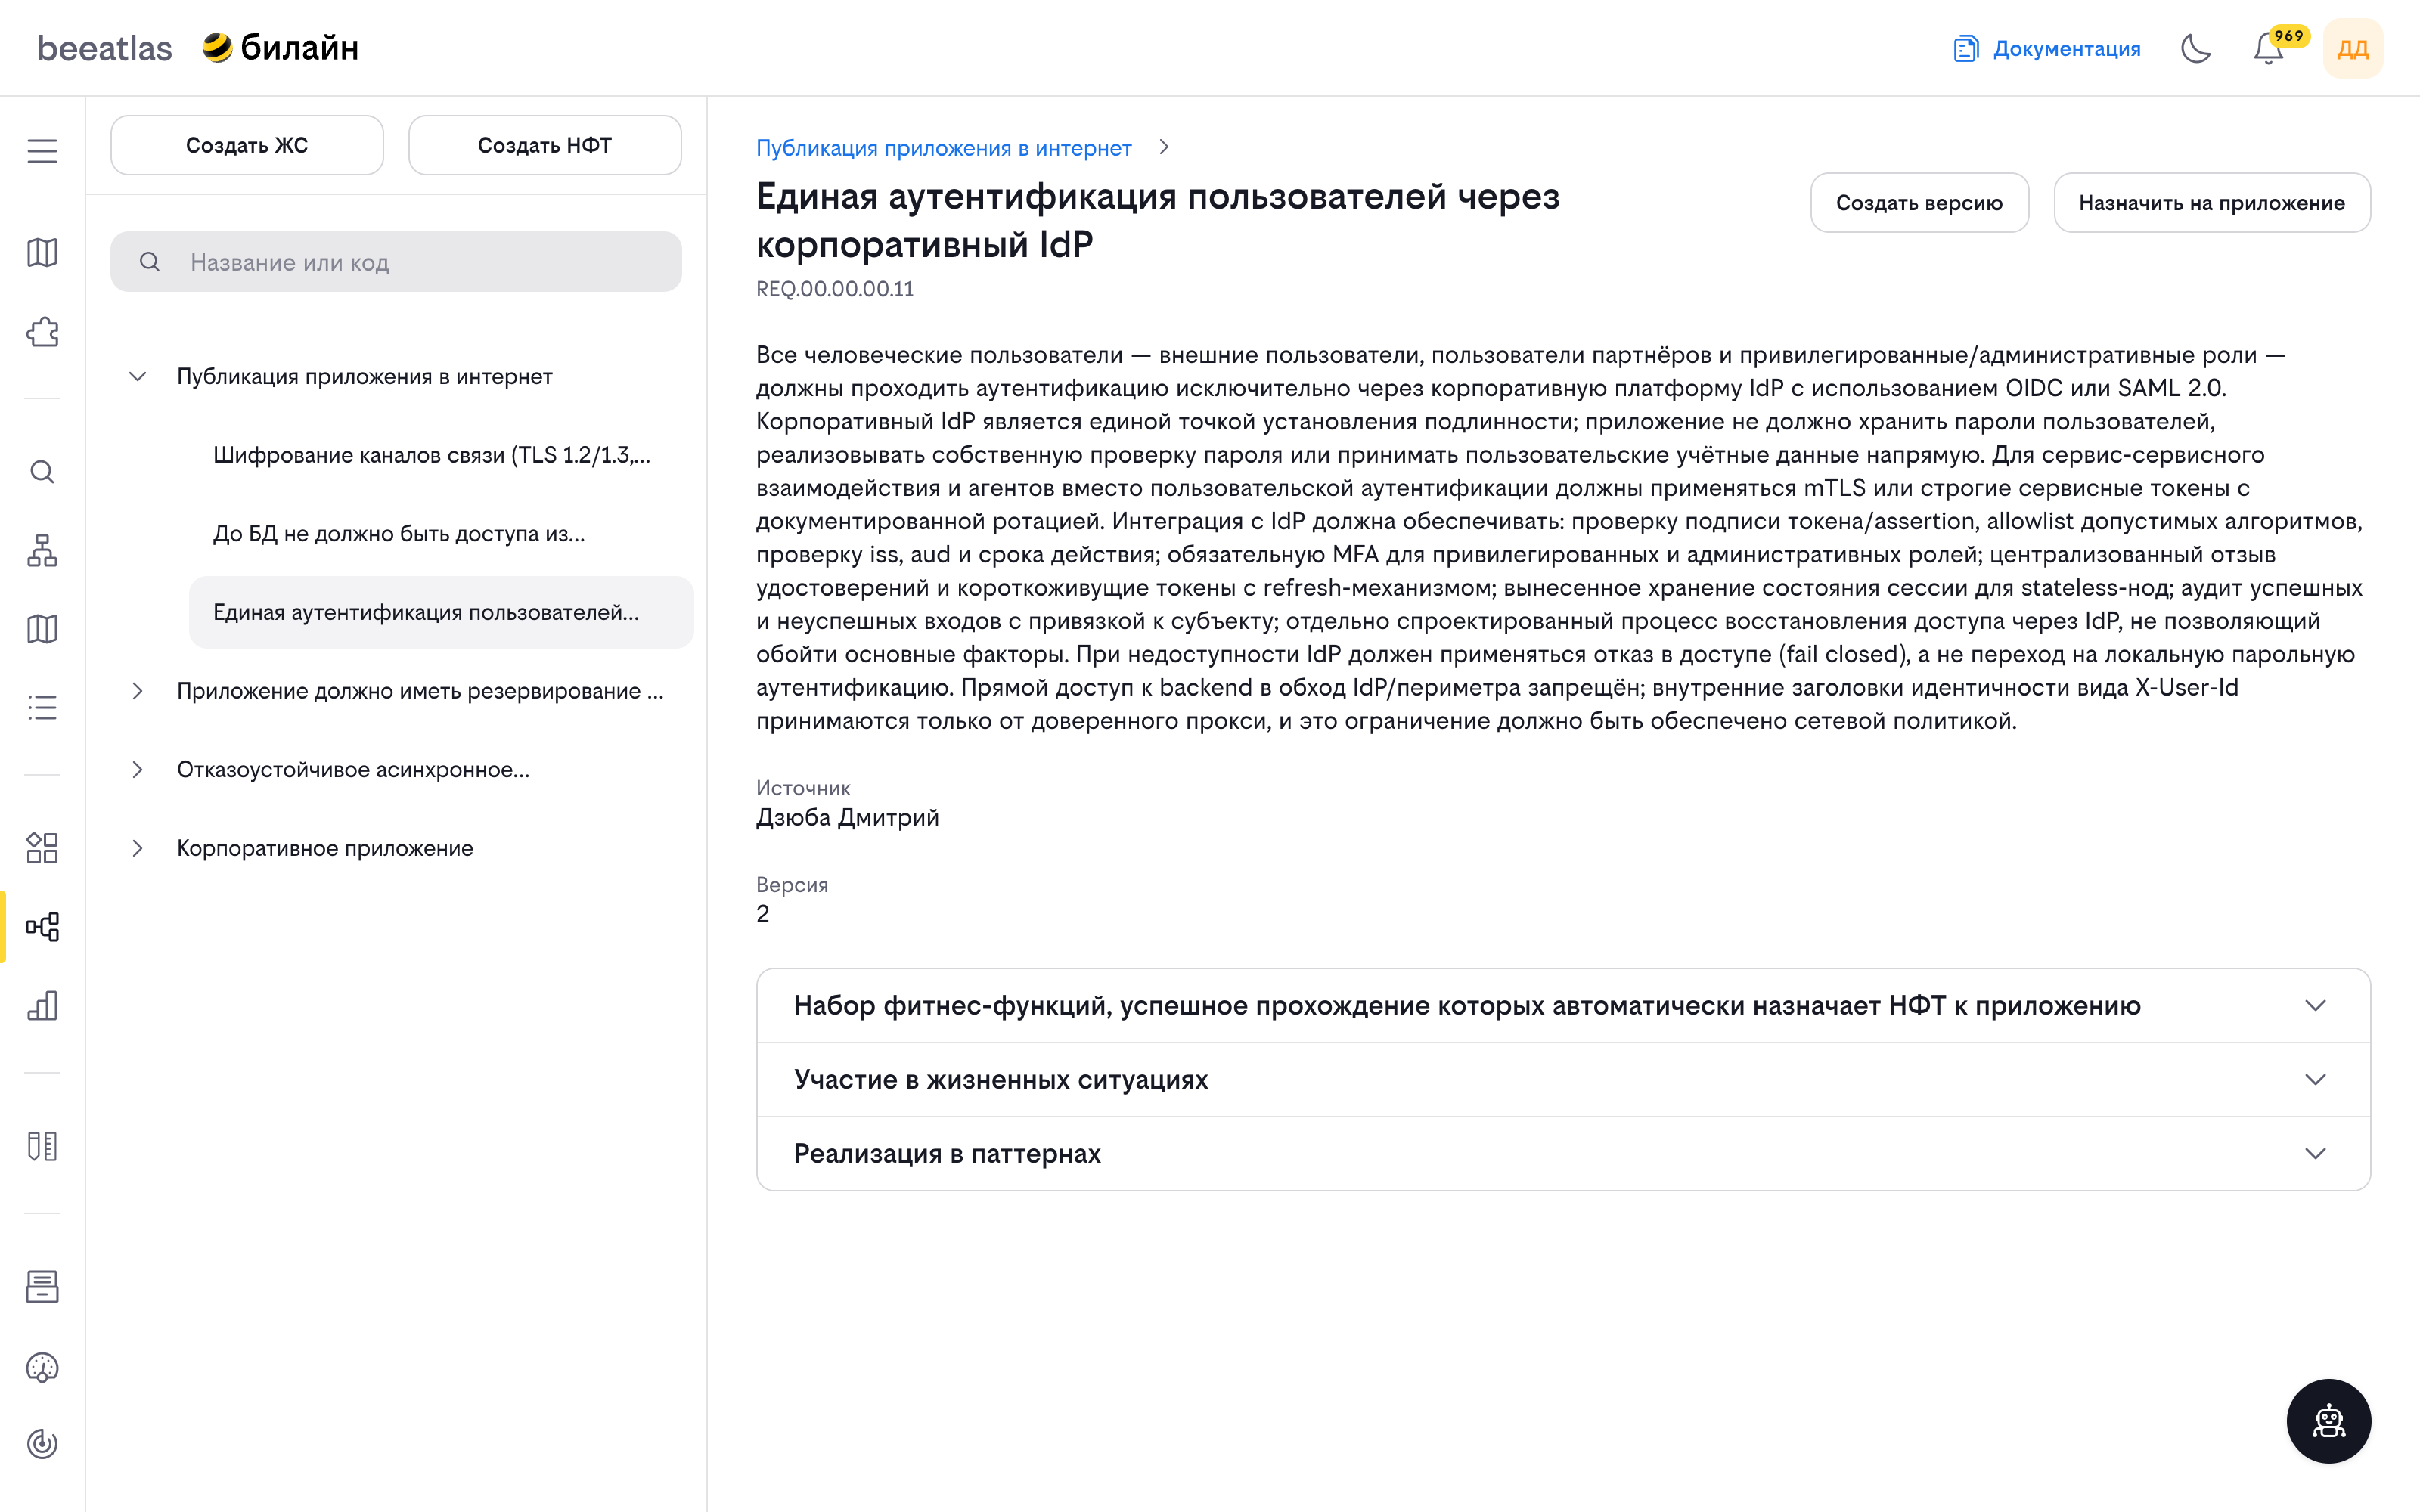 beeatlas билайн
Документация
969
ДД
Создать ЖС
Создать НФТ
Название или код
Публикация приложения в интернет
Шифрование каналов связи (TLS 1.2/1.3,...
До БД не должно быть доступа из...
Единая аутентификация пользователей...
Приложение должно иметь резервирование ...
Отказоустойчивое асинхронное...
Корпоративное приложение
Публикация приложения в интернет
Единая аутентификация пользователей через
корпоративный IdP
REQ.00.00.00.11
Создать версию
Назначить на приложение
Все человеческие пользователи — внешние пользователи, пользователи партнёров и привилегированные/административные роли —
должны проходить аутентификацию исключительно через корпоративную платформу IdP с использованием OIDC или SAML 2.0.
Корпоративный IdP является единой точкой установления подлинности; приложение не должно хранить пароли пользователей,
реализовывать собственную проверку пароля или принимать пользовательские учётные данные напрямую. Для сервис-сервисного
взаимодействия и агентов вместо пользовательской аутентификации должны применяться mTLS или строгие сервисные токены с
документированной ротацией. Интеграция с IdP должна обеспечивать: проверку подписи токена/assertion, allowlist допустимых алгоритмов,
проверку iss, aud и срока действия; обязательную MFA для привилегированных и административных ролей; централизованный отзыв
удостоверений и короткоживущие токены с refresh-механизмом; вынесенное хранение состояния сессии для stateless-нод; аудит успешных
и неуспешных входов с привязкой к субъекту; отдельно спроектированный процесс восстановления доступа через IdP, не позволяющий
обойти основные факторы. При недоступности IdP должен применяться отказ в доступе (fail closed), а не переход на локальную парольную
аутентификацию. Прямой доступ к backend в обход IdP/периметра запрещён; внутренние заголовки идентичности вида X-User-Id
принимаются только от доверенного прокси, и это ограничение должно быть обеспечено сетевой политикой.
Источник
Дзюба Дмитрий
Версия
2
Набор фитнес-функций, успешное прохождение которых автоматически назначает НФТ к приложению
Участие в жизненных ситуациях
Реализация в паттернах